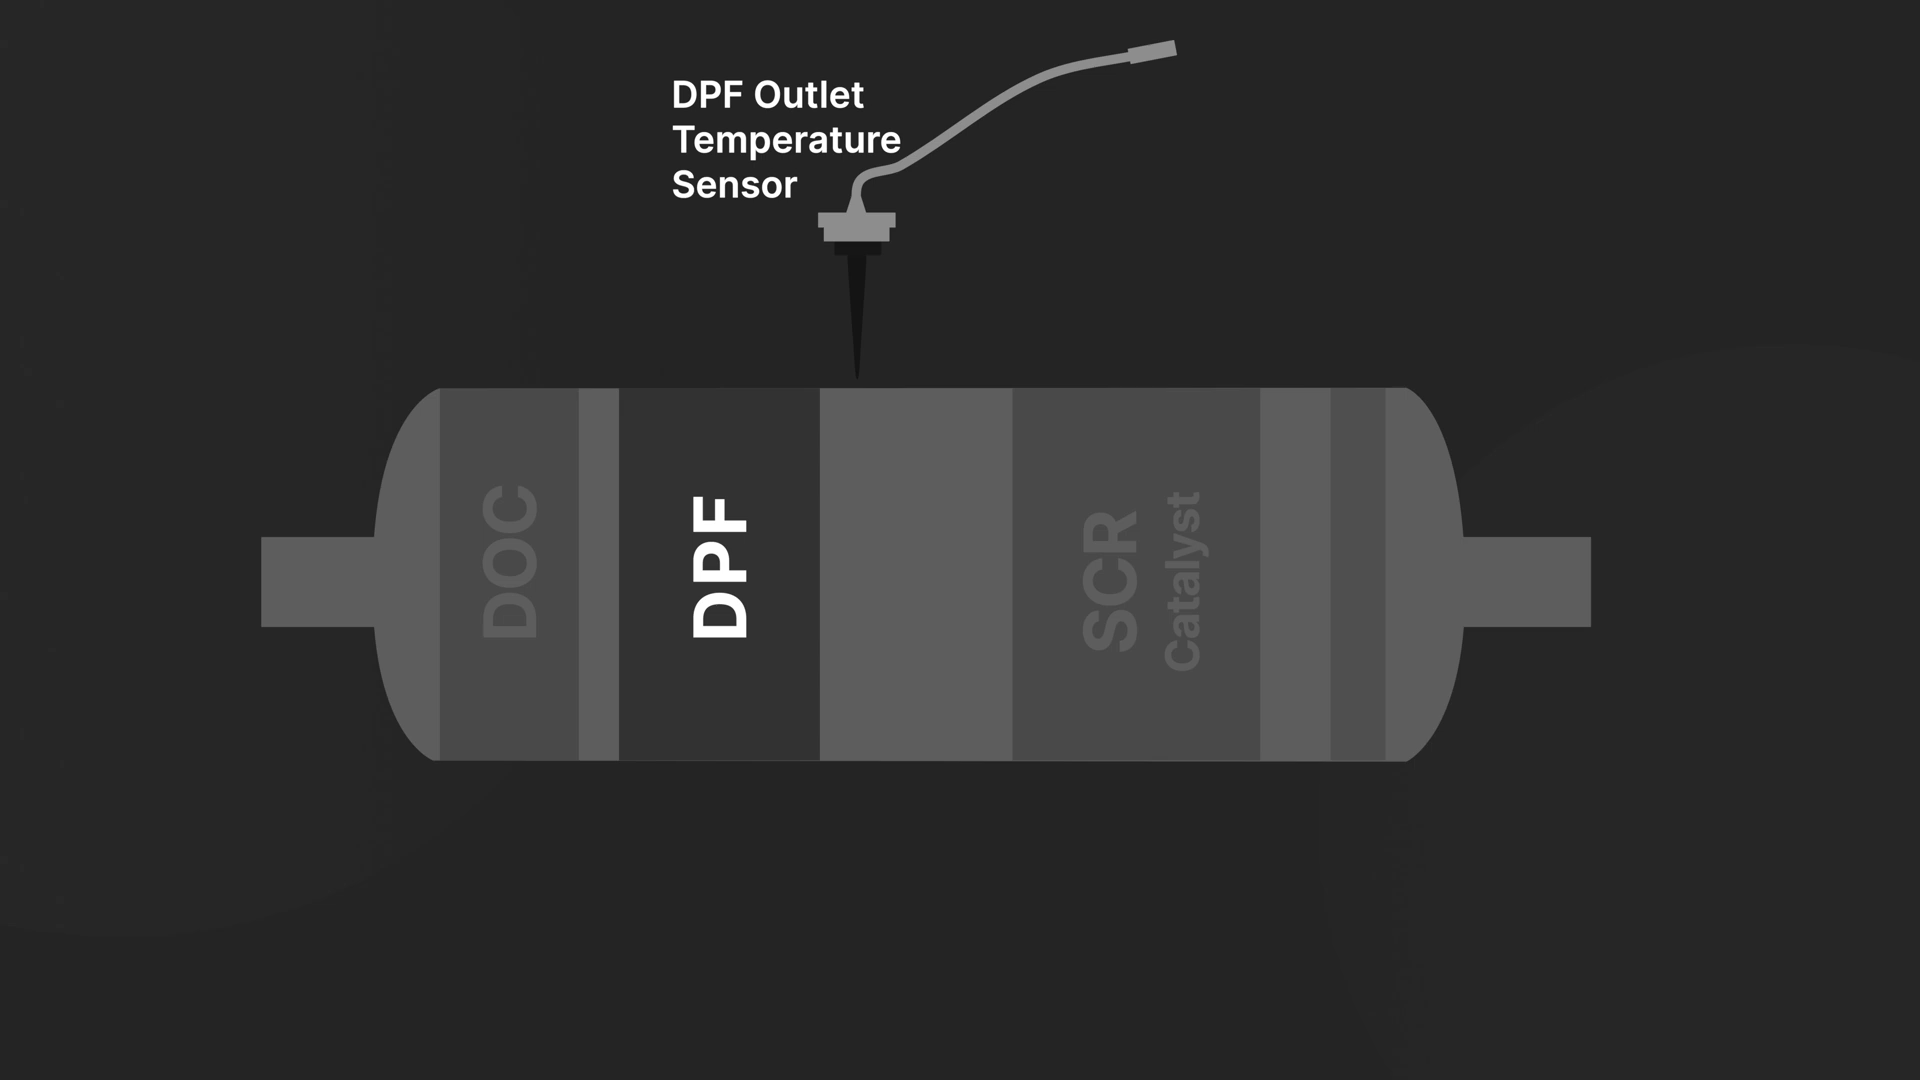 DPF Outlet
Temperature
Sensor
DOC
DPF
SCR
Catalyst